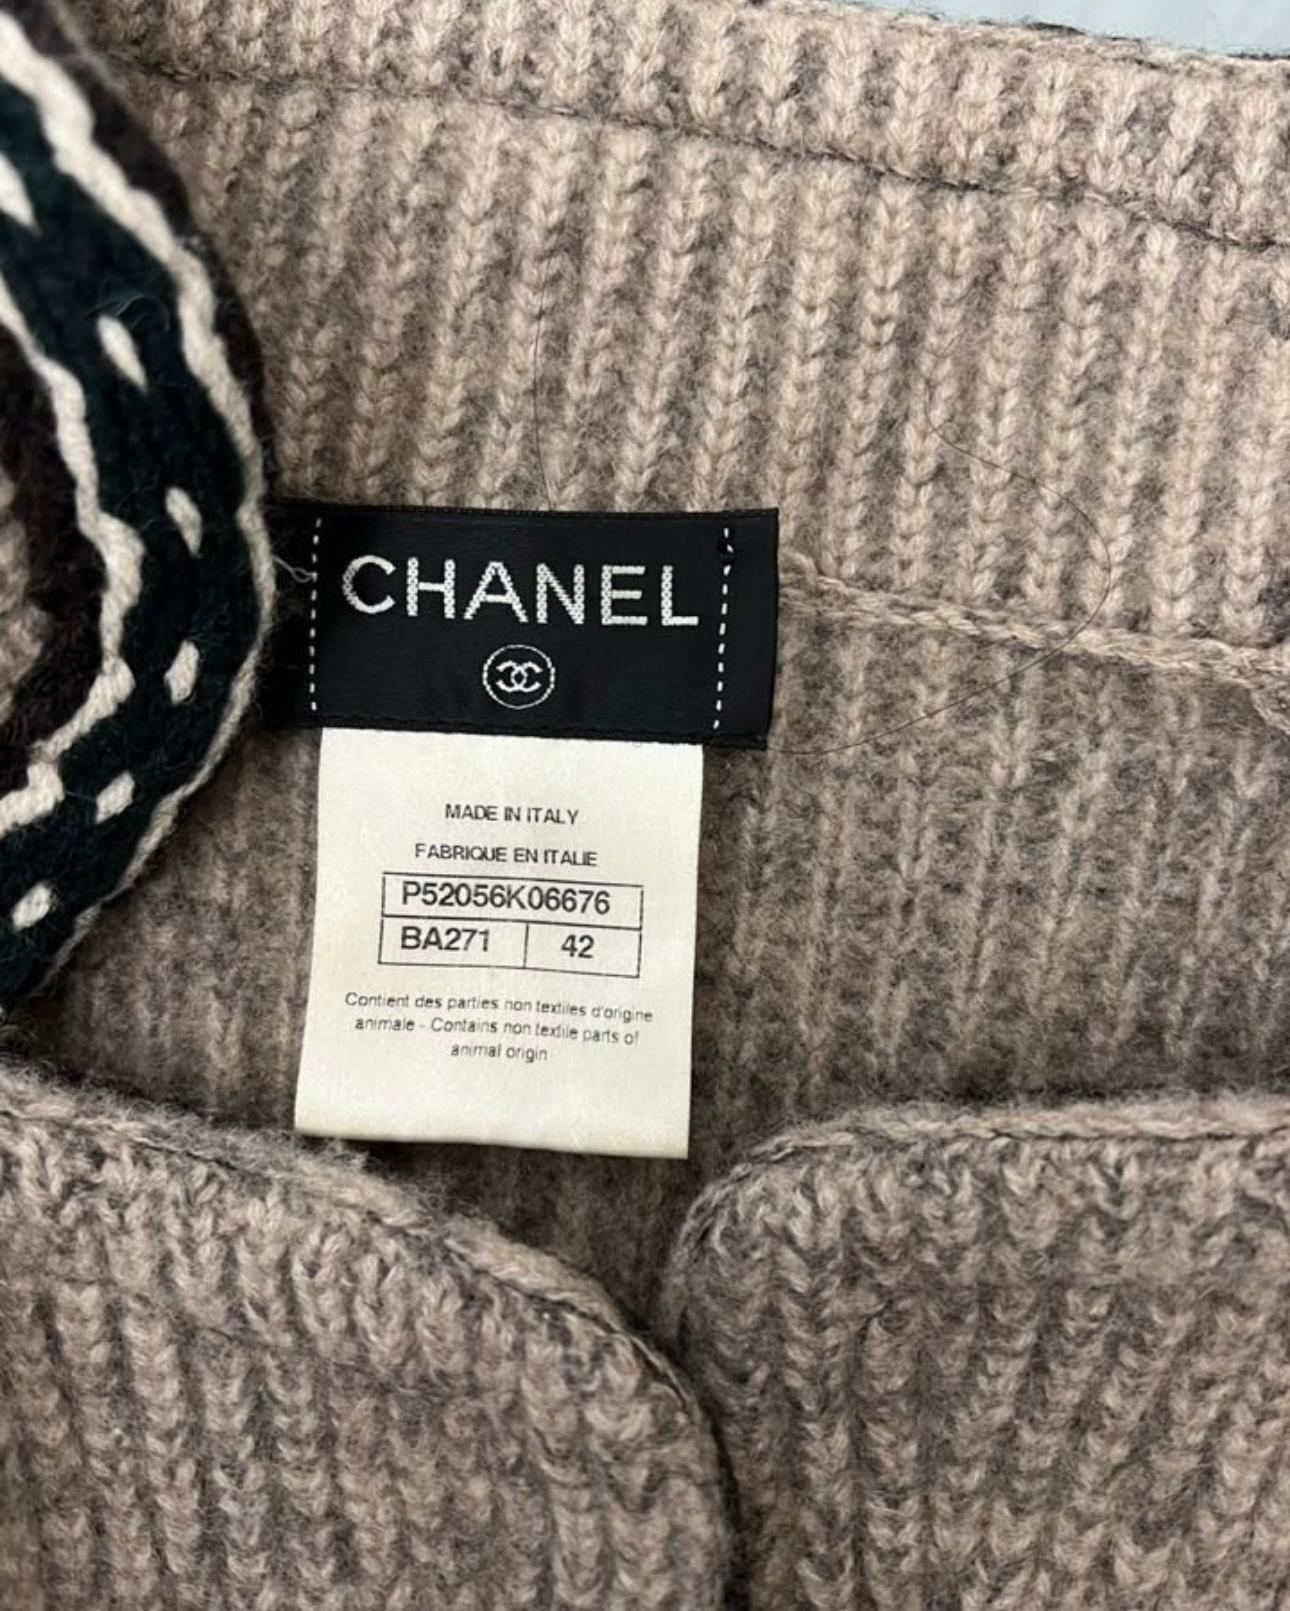 CHANEL
MADE IN ITALY
FABRIQUE EN ITALIE
P52056K06676
BA271 42
Contient des parties non textiles d'origine
animale - Contains non textile parts of
animal origin